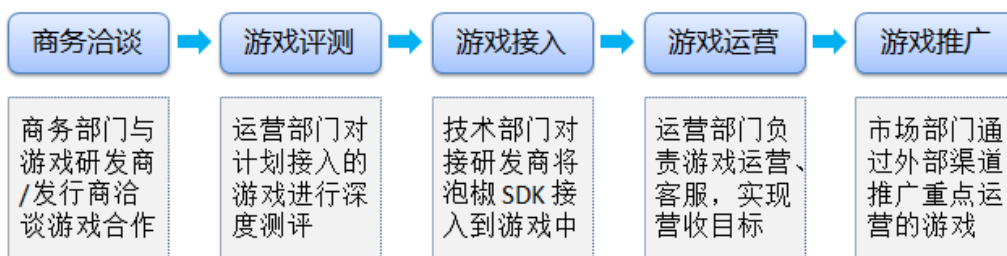 商务洽谈
游戏评测
游戏接入
游戏运营
游戏推广
商务部门与
游戏研发商
/发行商洽
谈游戏合作
运营部门对
计划接入的
游戏进行深
度测评
技术部门对
接研发商将
泡椒 SDK 接
入到游戏中
运营部门负
责游戏运营、
客服，实现
营收目标
市场部门通
过外部渠道
推广重点运
营的游戏